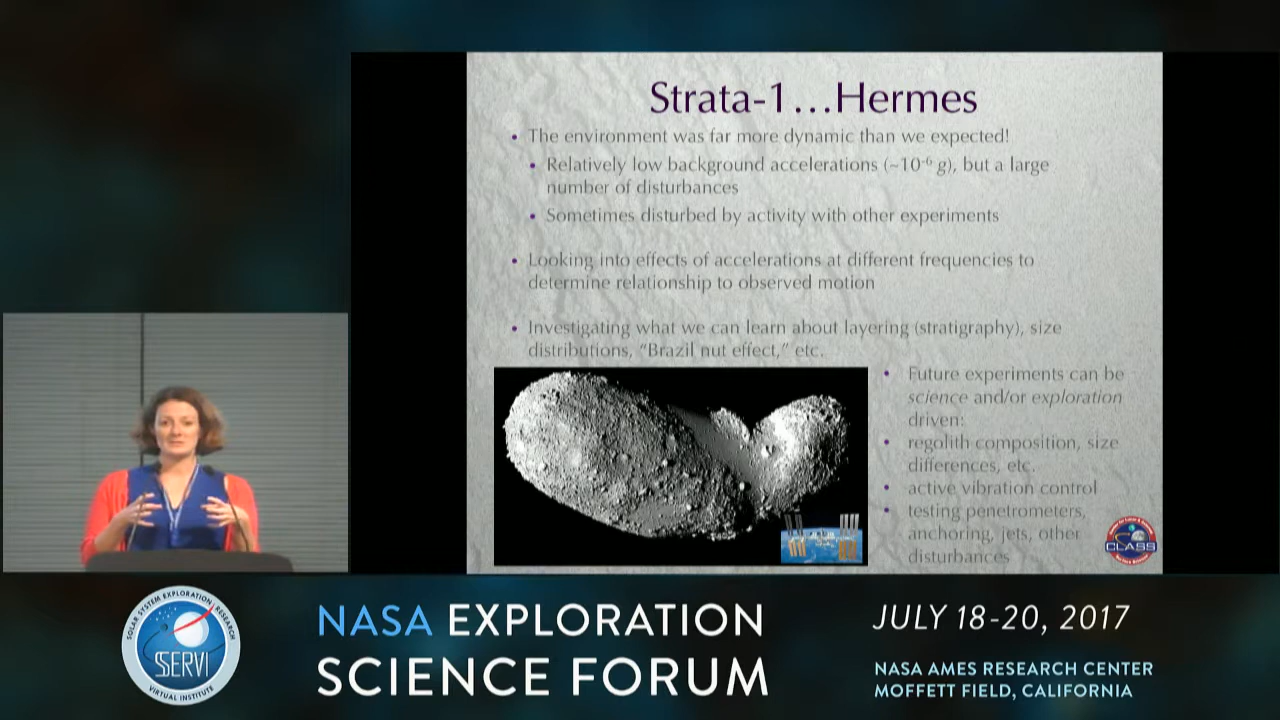 Strata-1...Hermes
• The environment was far more dynamic than we expected!
• Relatively low background accelerations (~10⁻⁶ g), but a large
number of disturbances
• Sometimes disturbed by activity with other experiments
• Looking into effects of accelerations at different frequencies to
determine relationship to observed motion
• Investigating what we can learn about layering (stratigraphy), size
distributions, “Brazil nut effect,” etc.
• Future experiments can be
science and/or exploration
driven:
• regolith composition, size
differences, etc.
• active vibration control
• testing penetrometers,
anchoring, jets, other
disturbances
CLASS
SOLAR SYSTEM EXPLORATION RESEARCH
SSERVI
VIRTUAL INSTITUTE
NASA EXPLORATION
SCIENCE FORUM
JULY 18-20, 2017
NASA AMES RESEARCH CENTER
MOFFETT FIELD, CALIFORNIA